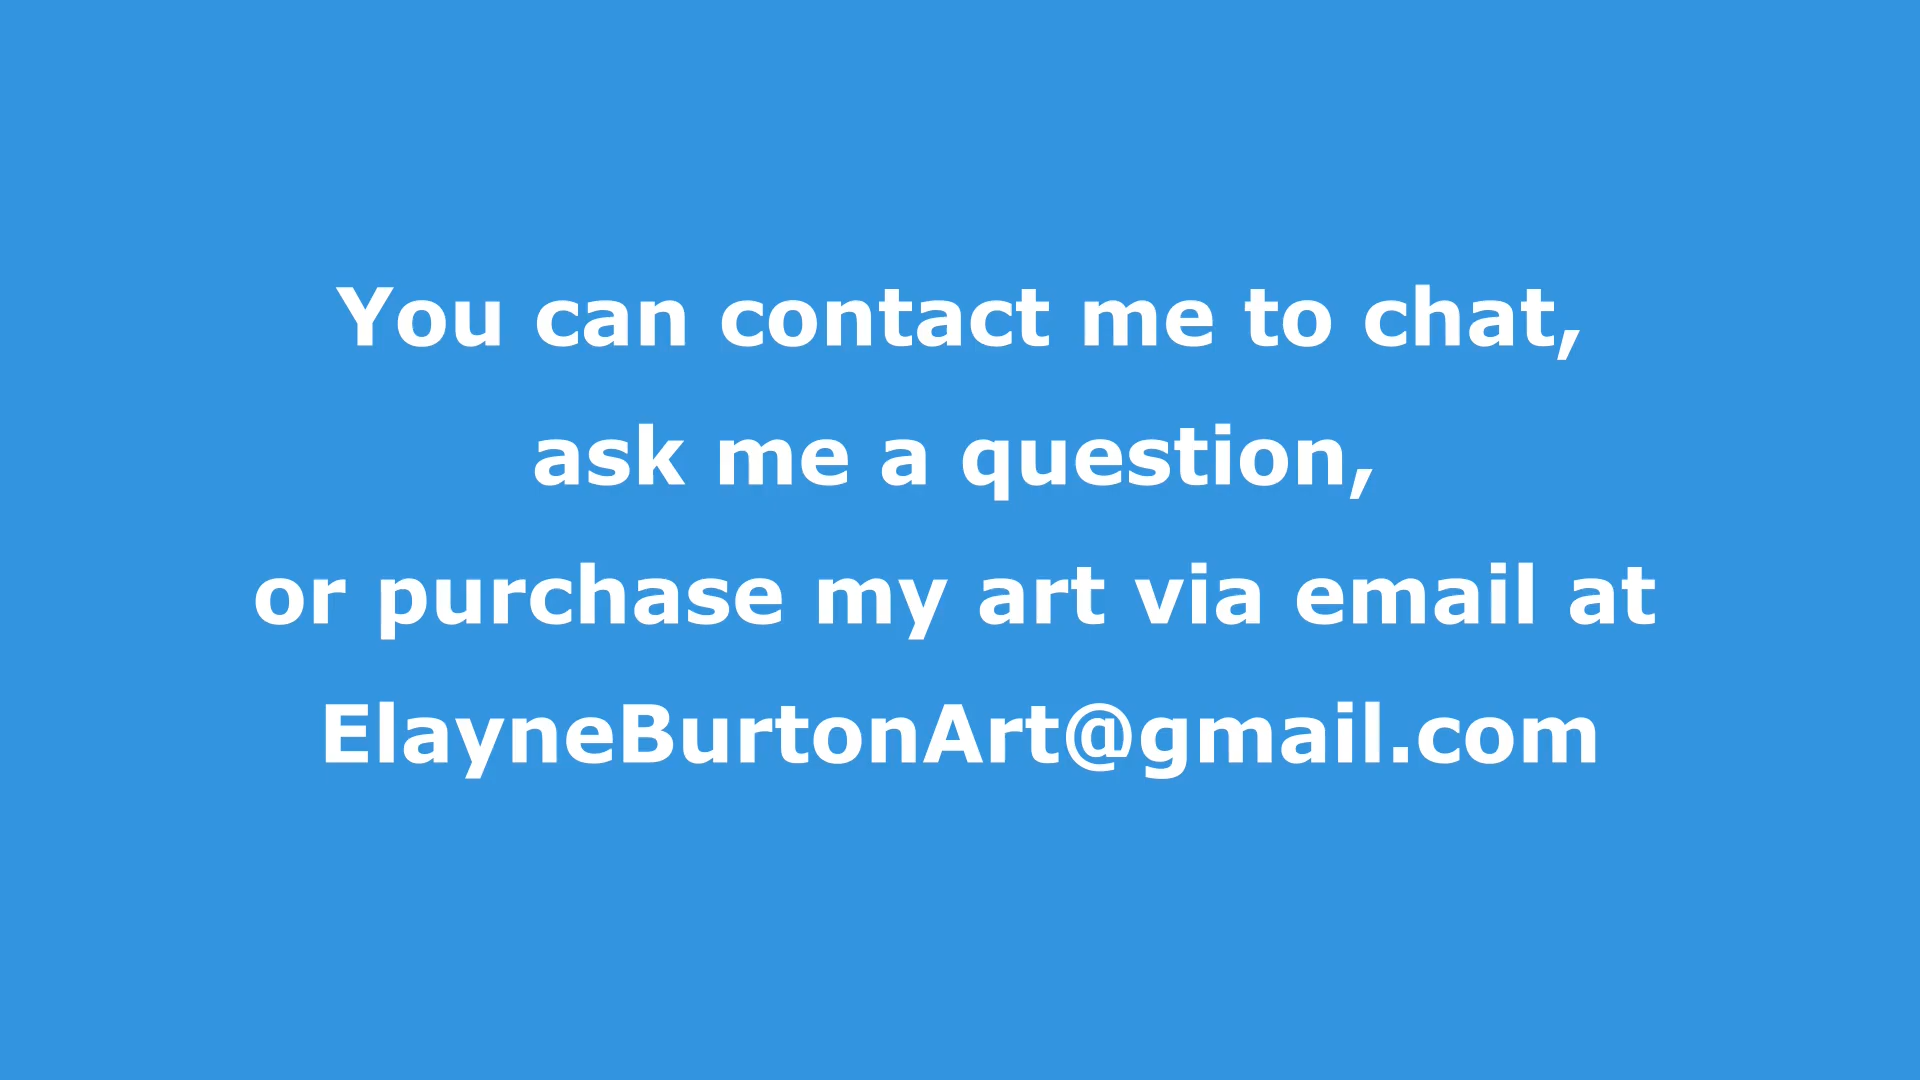 You can contact me to chat,
ask me a question,
or purchase my art via email at
ElayneBurtonArt@gmail.com